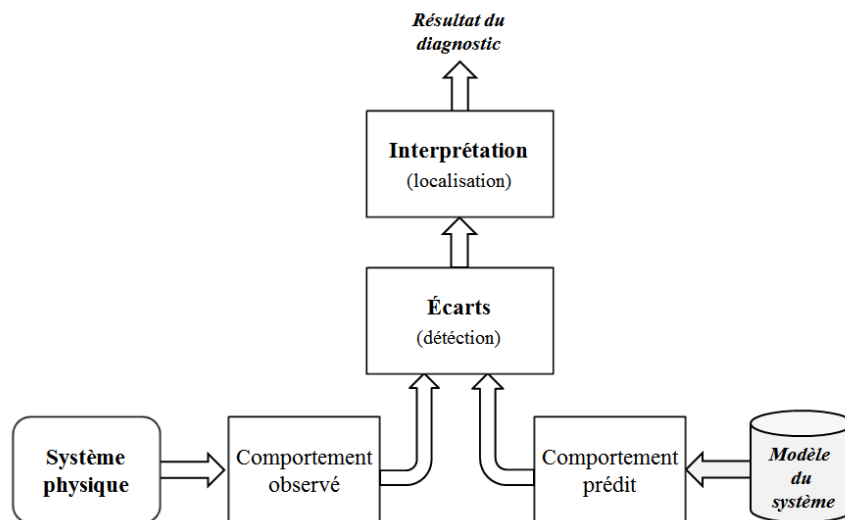 Résultat du
diagnostic
Interprétation
(localisation)
Écarts
(détéction)
Système
physique
Comportement
observé
Comportement
prédit
Modèle
du
système